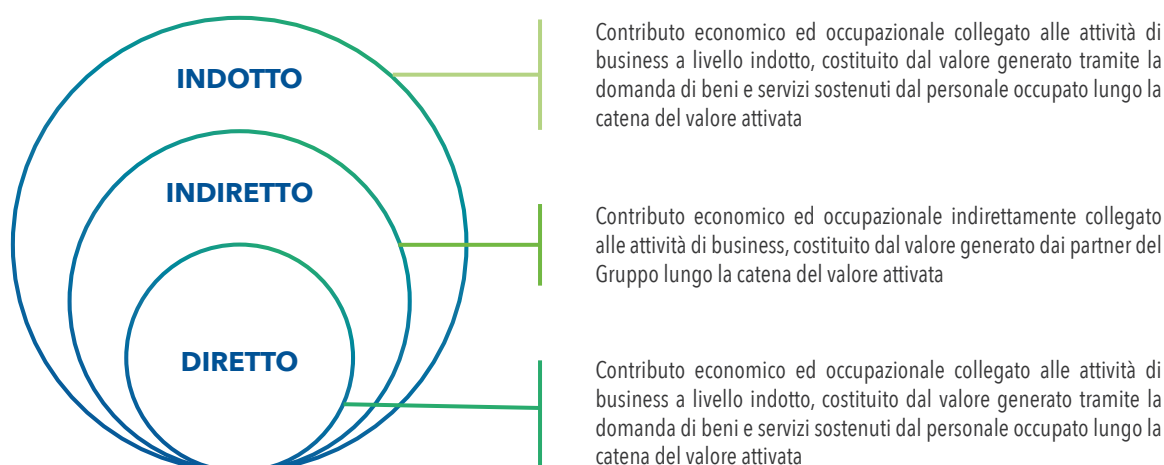 INDOTTO
Contributo economico ed occupazionale collegato alle attività di
business a livello indotto, costituito dal valore generato tramite la
domanda di beni e servizi sostenuti dal personale occupato lungo la
catena del valore attivata
INDIRETTO
Contributo economico ed occupazionale indirettamente collegato
alle attività di business, costituito dal valore generato dai partner del
Gruppo lungo la catena del valore attivata
DIRETTO
Contributo economico ed occupazionale collegato alle attività di
business a livello indotto, costituito dal valore generato tramite la
domanda di beni e servizi sostenuti dal personale occupato lungo la
catena del valore attivata